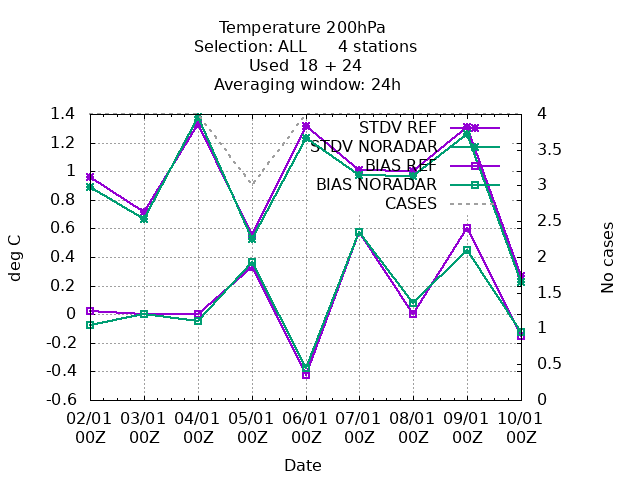 Temperature 200hPa
Selection: ALL 4 stations
Used 18 + 24
Averaging window: 24h
1.4
1.2
1
0.8
0.6
0.4
0.2
0
-0.2
-0.4
-0.6
deg C
4
3.5
3
2.5
2
1.5
1
0.5
0
No cases
STDV REF
STDV NORADAR
BIAS REF
BIAS NORADAR
CASES
02/01 03/01 04/01 05/01 06/01 07/01 08/01 09/01 10/01
00Z 00Z 00Z 00Z 00Z 00Z 00Z 00Z 00Z
Date